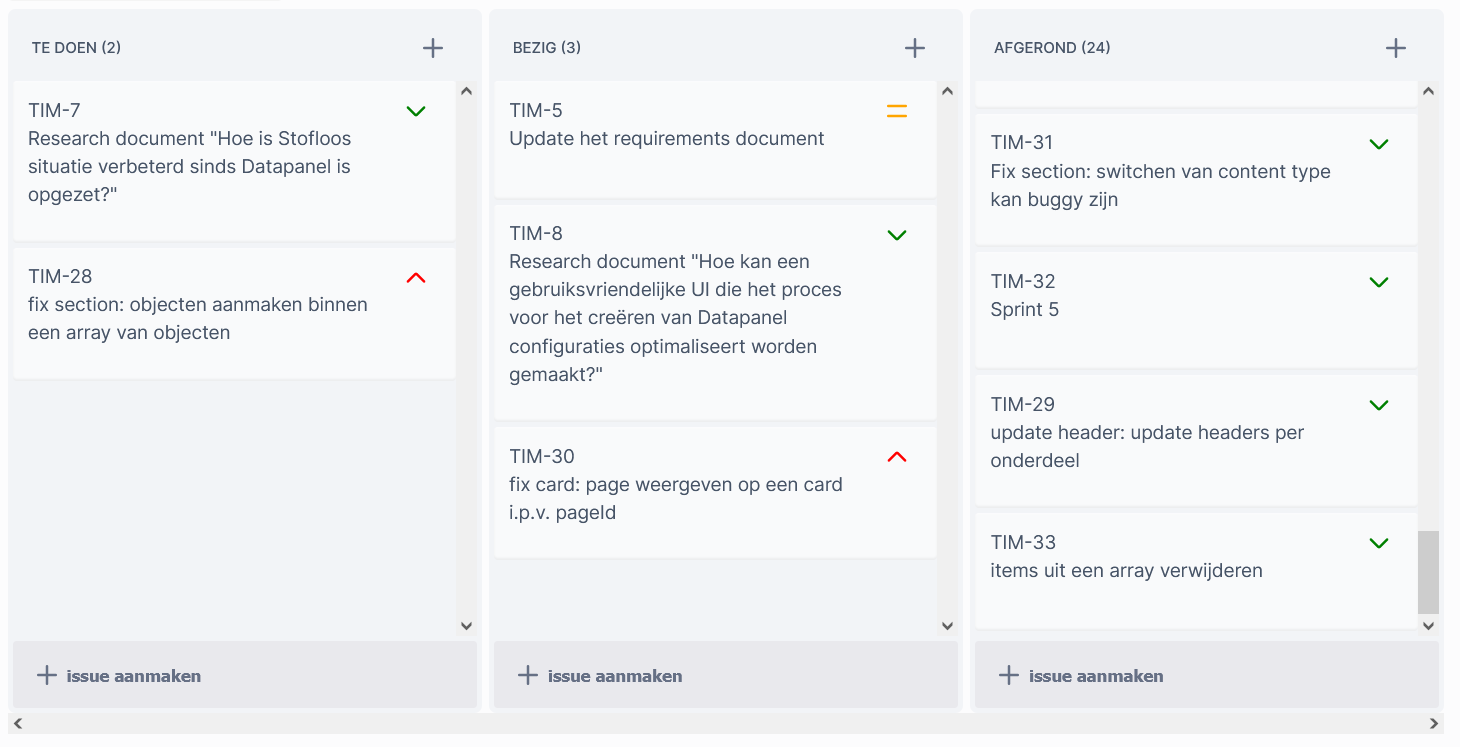 TE DOEN (2)
TIM-7
Research document "Hoe is Stofloos
situatie verbeterd sinds Datapanel is
opgezet?"
TIM-28
fix section: objecten aanmaken binnen
een array van objecten
issue aanmaken
BEZIG (3)
TIM-5
Update het requirements document
TIM-8
Research document "Hoe kan een
gebruiksvriendelijke UI die het proces
voor het creëren van Datapanel
configuraties optimaliseert worden
gemaakt?"
TIM-30
fix card: page weergeven op een card
i.p.v. pageId
issue aanmaken
AFGEROND (24)
TIM-31
Fix section: switchen van content type
kan buggy zijn
TIM-32
Sprint 5
TIM-29
update header: update headers per
onderdeel
TIM-33
items uit een array verwijderen
issue aanmaken